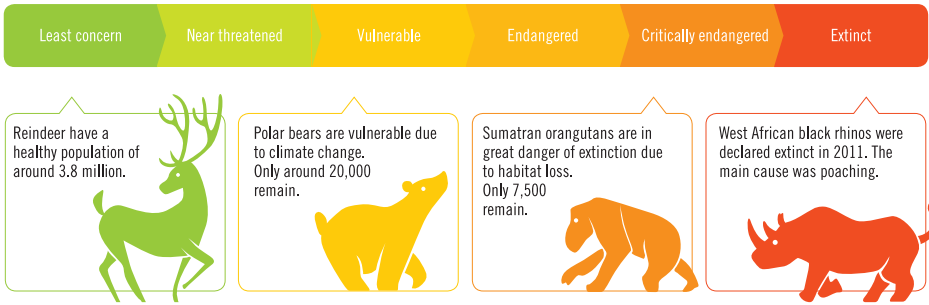 Least concern
Near threatened
Vulnerable
Endangered
Critically endangered
Extinct
Reindeer have a
healthy population of
around 3.8 million.
Polar bears are vulnerable due
to climate change.
Only around 20,000
remain.
Sumatran orangutans are in
great danger of extinction due
to habitat loss.
Only 7,500
remain.
West African black rhinos were
declared extinct in 2011. The
main cause was poaching.